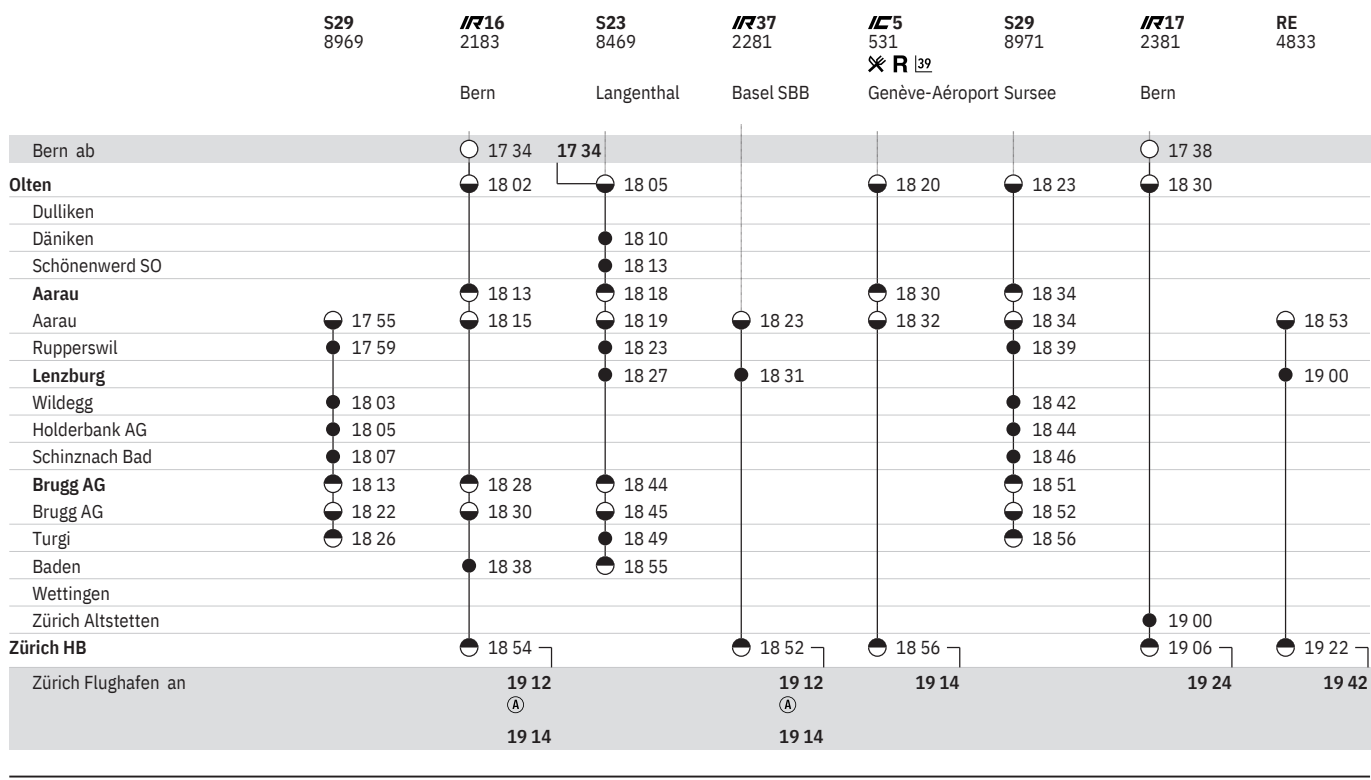 S29 IR16 S23 IR37 IC5 S29 IR17 RE
8969 2183 8469 2281 531 8971 2381 4833
R 39
Bern Langenthal Basel SBB Genève-Aéroport Sursee Bern
Bern ab 17 34 17 34 17 38
Olten 18 02 18 05 18 20 18 23 18 30
Dulliken
Däniken 18 10
Schönenwerd SO 18 13
Aarau 18 13 18 18 18 30 18 34
Aarau 17 55 18 15 18 19 18 23 18 32 18 34 18 53
Rupperswil 17 59 18 23 18 39
Lenzburg 18 27 18 31 19 00
Wildegg 18 03 18 42
Holderbank AG 18 05 18 44
Schinznach Bad 18 07 18 46
Brugg AG 18 13 18 28 18 44 18 51
Brugg AG 18 22 18 30 18 45 18 52
Turgi 18 26 18 49 18 56
Baden 18 38 18 55
Wettingen
Zürich Altstetten 19 00
Zürich HB 18 54 18 52 18 56 19 06 19 22
Zürich Flughafen an 19 12 19 12 19 14 19 24 19 42
A A
19 14 19 14